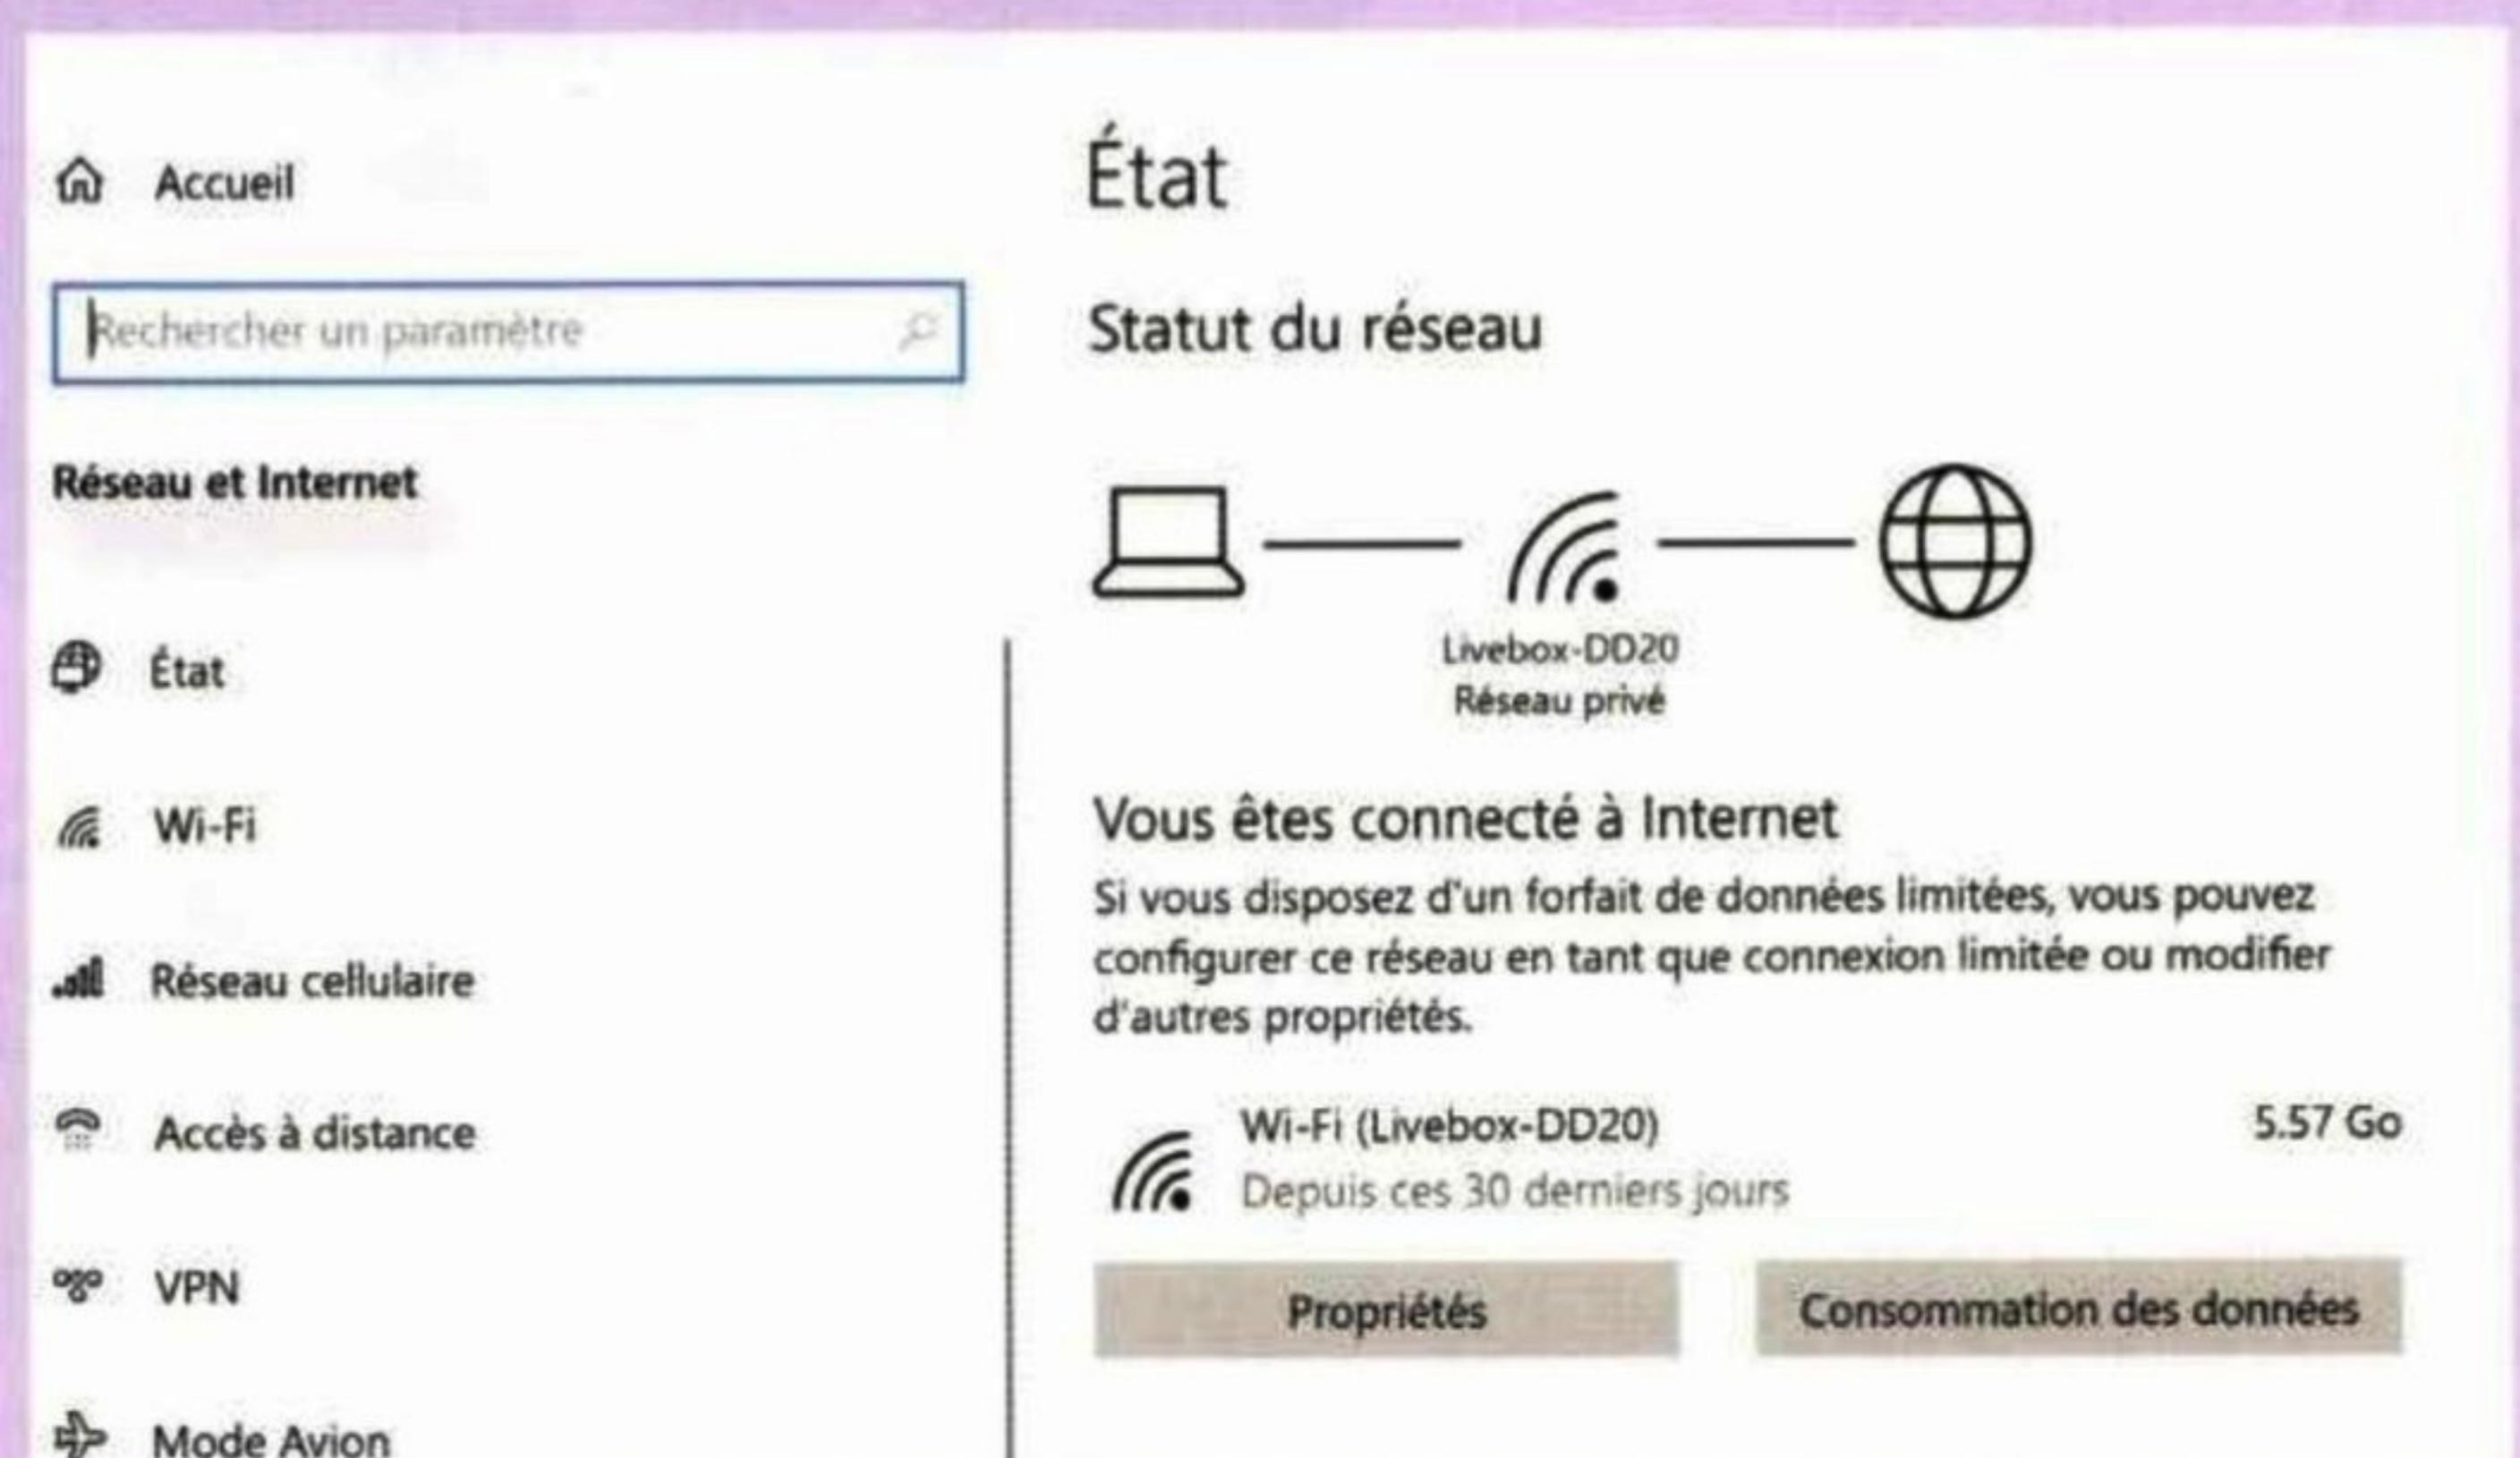 Accueil
Rechercher un paramètre
Réseau et Internet
État
Wi-Fi
Réseau cellulaire
Accès à distance
VPN
Mode Avion
État
Statut du réseau
Livebox-DD20
Réseau privé
Vous êtes connecté à Internet
Si vous disposez d'un forfait de données limitées, vous pouvez
configurer ce réseau en tant que connexion limitée ou modifier
d'autres propriétés.
Wi-Fi (Livebox-DD20)
5.57 Go
Depuis ces 30 derniers jours
Propriétés
Consommation des données